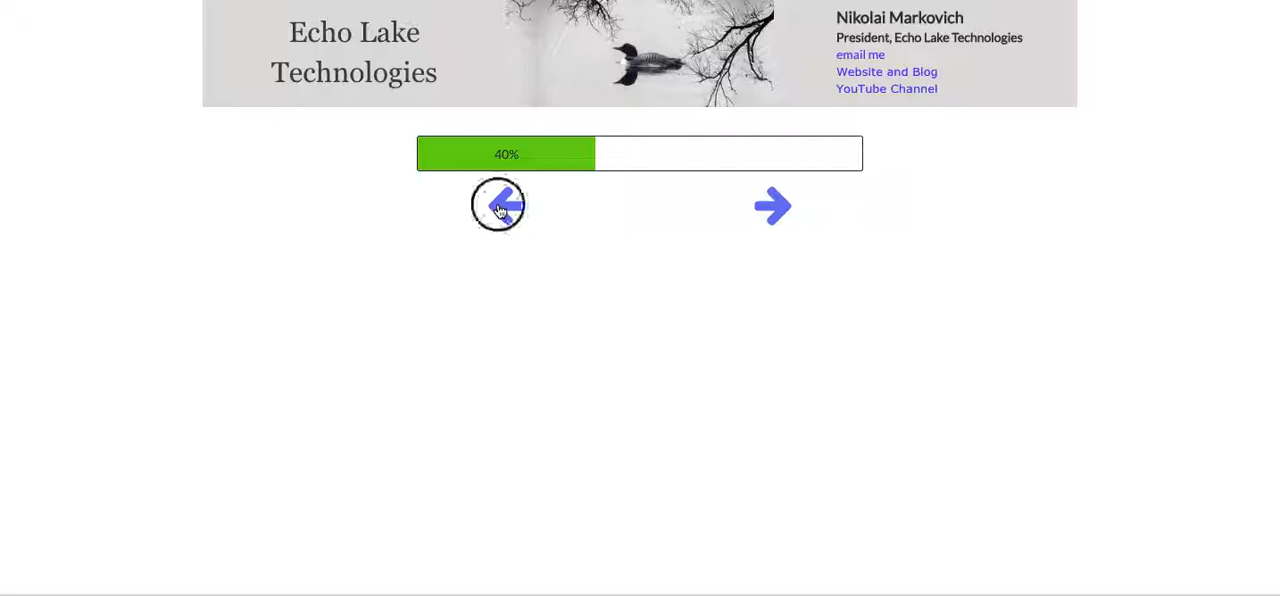 Echo Lake
Technologies
Nikolai Markovich
President, Echo Lake Technologies
email me
Website and Blog
YouTube Channel
40%